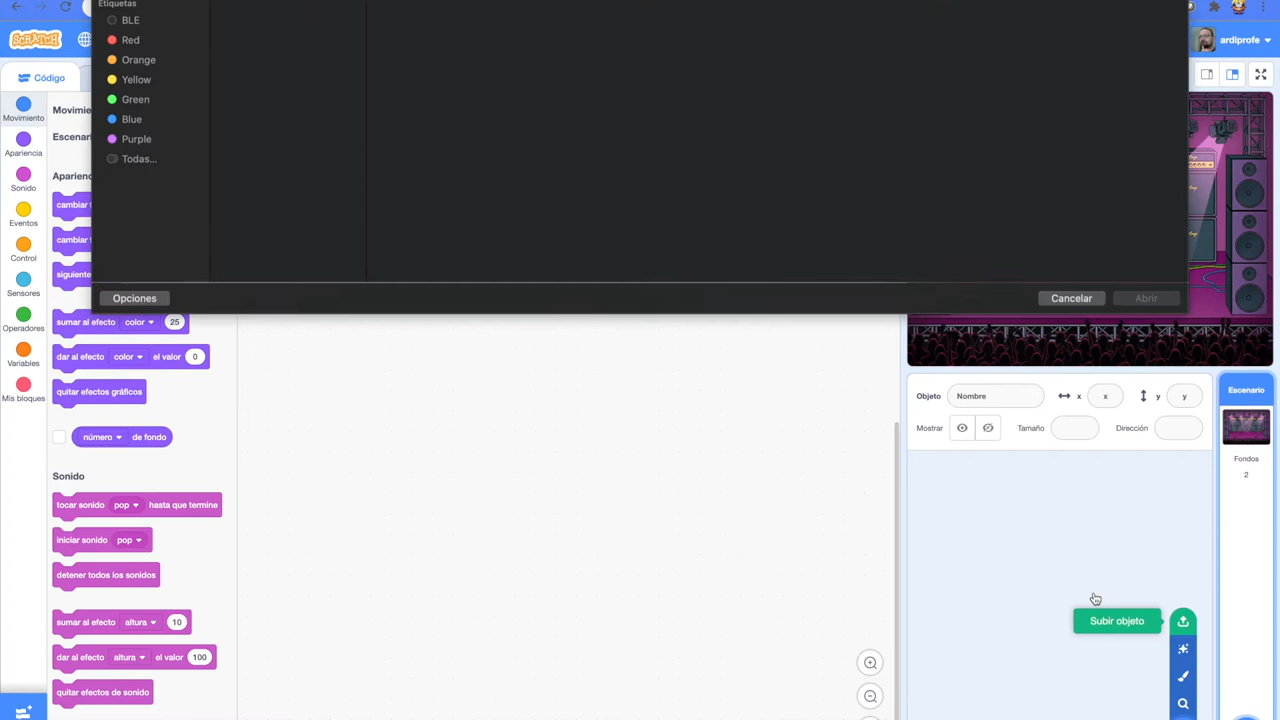 Etiquetas
BLE
Red
Orange
Yellow
Green
Blue
Purple
Todas...
Opciones
Cancelar
Abrir
SCRATCH
ardiprofe
Código
Movimiento
Apariencia
Sonido
Eventos
Control
Sensores
Operadores
Variables
Mis bloques
Movimie
Escenari
Aparienc
cambiar
cambiar
siguiente
sumar al efecto color 25
dar al efecto color el valor 0
quitar efectos gráficos
número de fondo
Sonido
tocar sonido pop hasta que termine
iniciar sonido pop
detener todos los sonidos
sumar al efecto altura 10
dar al efecto altura el valor 100
quitar efectos de sonido
Objeto Nombre x x y y
Mostrar Tamaño Dirección
Escenario
Fondos
2
Subir objeto